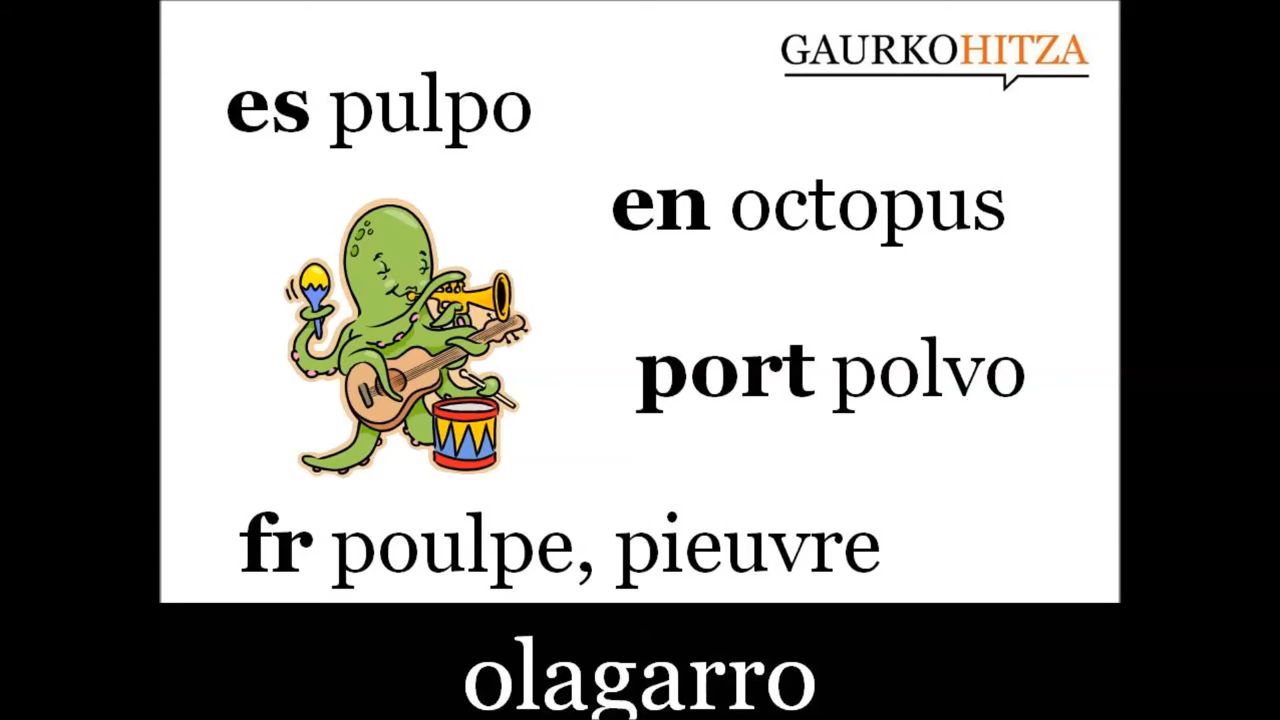 GAURKOHITZA
es pulpo
en octopus
port polvo
fr poulpe, pieuvre
olagarro